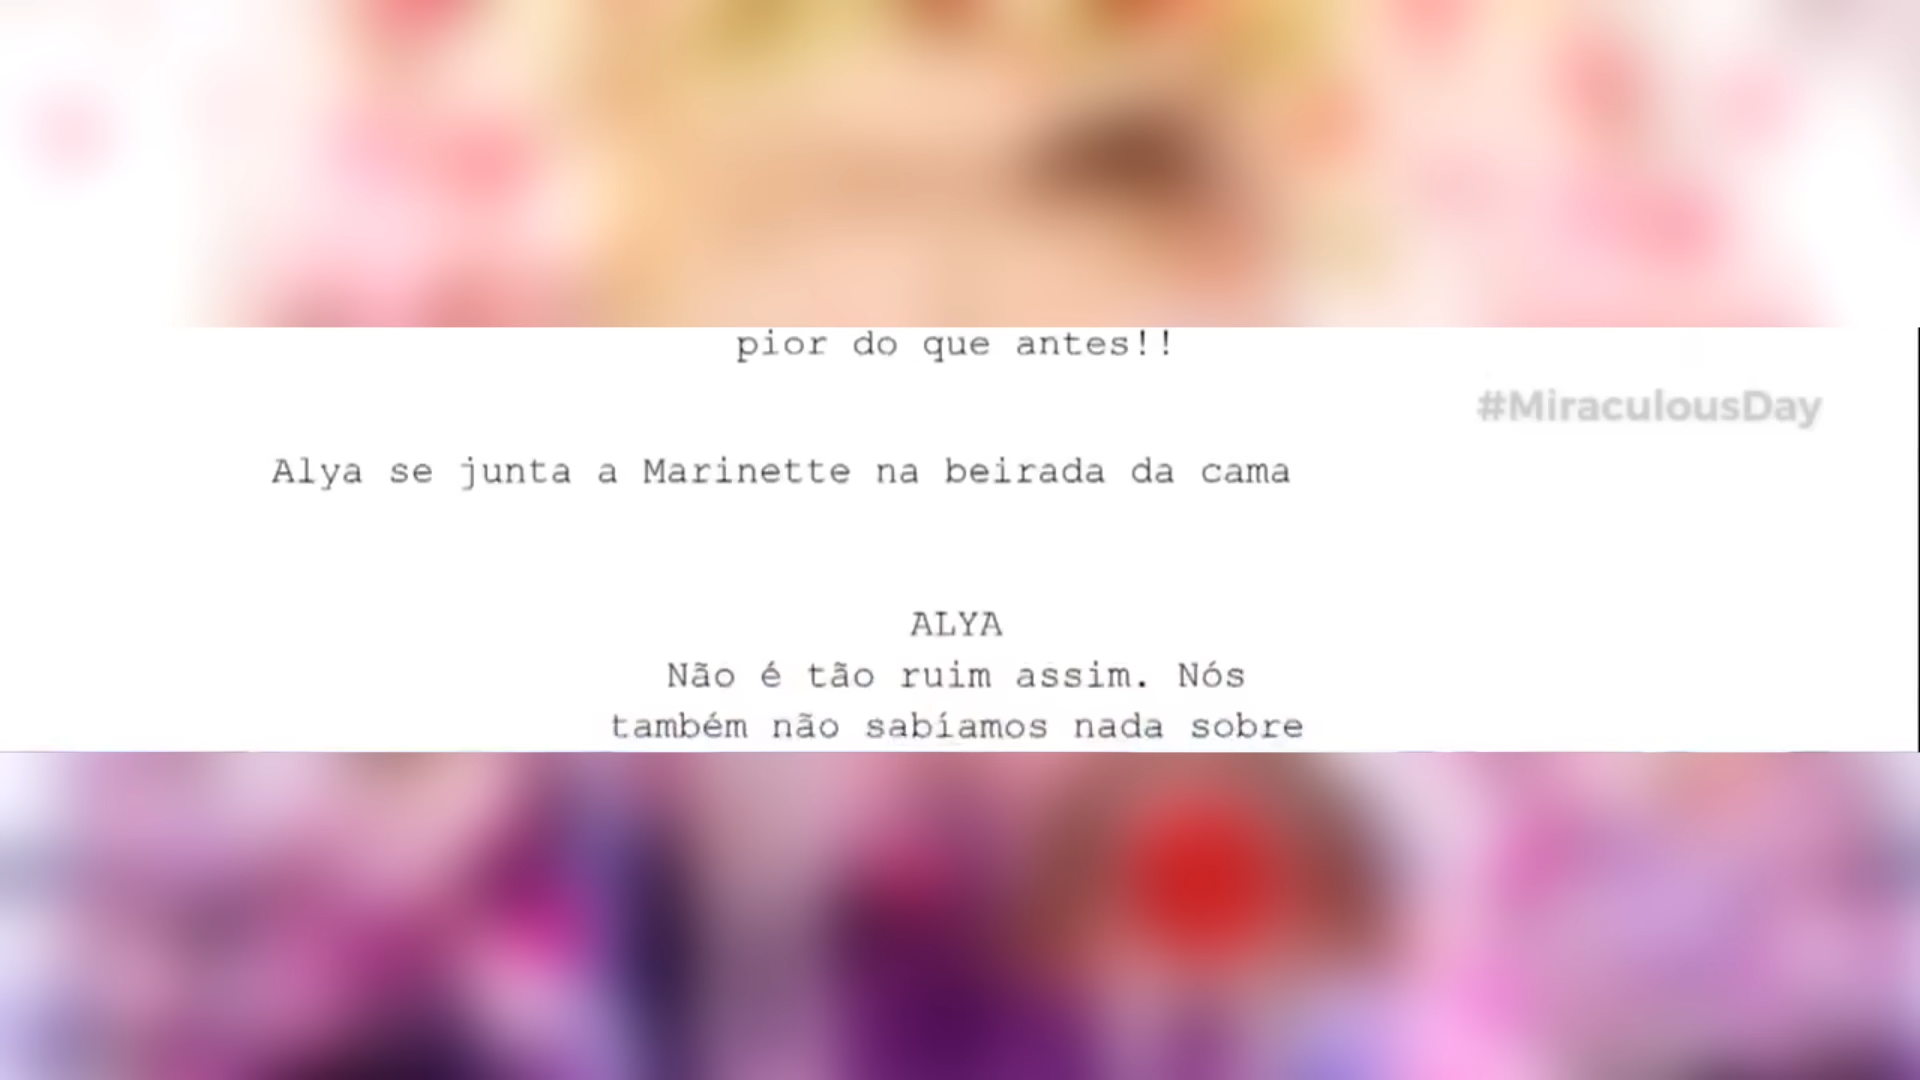 pior do que antes!!
#MiraculousDay
Alya se junta a Marinette na beirada da cama
ALYA
Não é tão ruim assim. Nós
também não sabíamos nada sobre